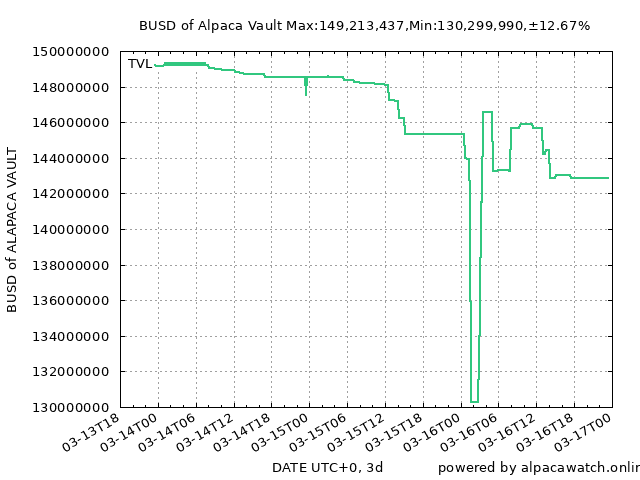 BUSD of Alpaca Vault Max:149,213,437,Min:130,299,990,±12.67%
BUSD of ALAPACA VAULT
150000000
148000000
146000000
144000000
142000000
140000000
138000000
136000000
134000000
132000000
130000000
TVL
03-13T18
03-14T00
03-14T06
03-14T12
03-14T18
03-15T00
03-15T06
03-15T12
03-15T18
03-16T00
03-16T06
03-16T12
03-16T18
03-17T00
DATE UTC+0, 3d
powered by alpacawatch.onlin